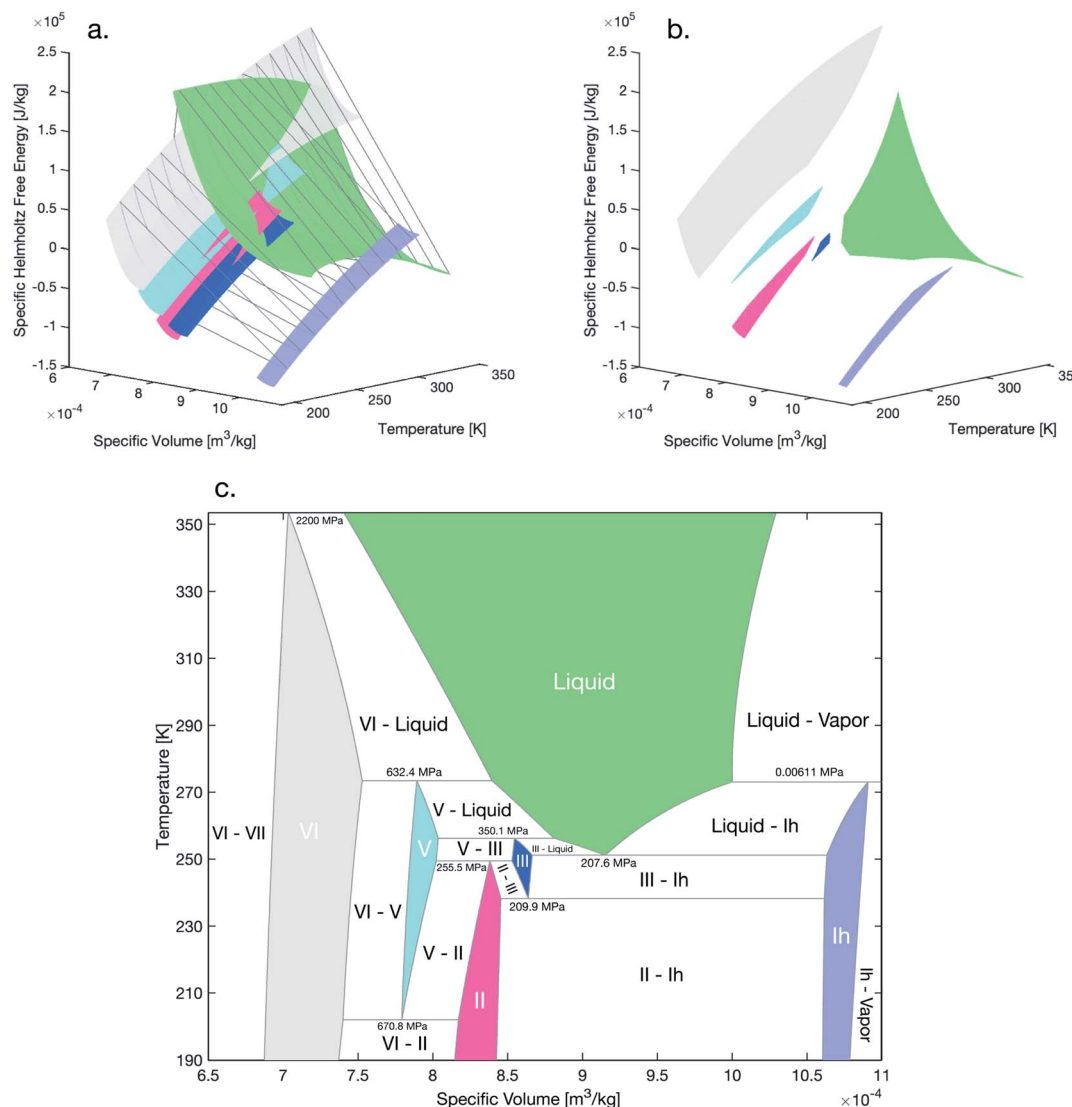 a.
×10⁵
2.5
2
1.5
1
0.5
0
-0.5
-1
-1.5
Specific Helmholtz Free Energy [J/kg]
6
7
8
9
10
×10⁻⁴
Specific Volume [m³/kg]
200
250
300
350
Temperature [K]
b.
×10⁵
2.5
2
1.5
1
0.5
0
-0.5
-1
-1.5
Specific Helmholtz Free Energy [J/kg]
6
7
8
9
10
×10⁻⁴
Specific Volume [m³/kg]
200
250
300
35
Temperature [K]
c.
350
330
310
290
270
250
230
210
190
Temperature [K]
2200 MPa
Liquid
VI - Liquid
Liquid - Vapor
632.4 MPa
0.00611 MPa
V - Liquid
Liquid - Ih
VI - VII
VI
V
350.1 MPa
V - III
III
III - Liquid
207.6 MPa
255.5 MPa
II - III
III - Ih
209.9 MPa
VI - V
Ih
V - II
II - Ih
II
Ih - Vapor
670.8 MPa
VI - II
6.5
7
7.5
8
8.5
9
9.5
10
10.5
11
Specific Volume [m³/kg]
×10⁻⁴